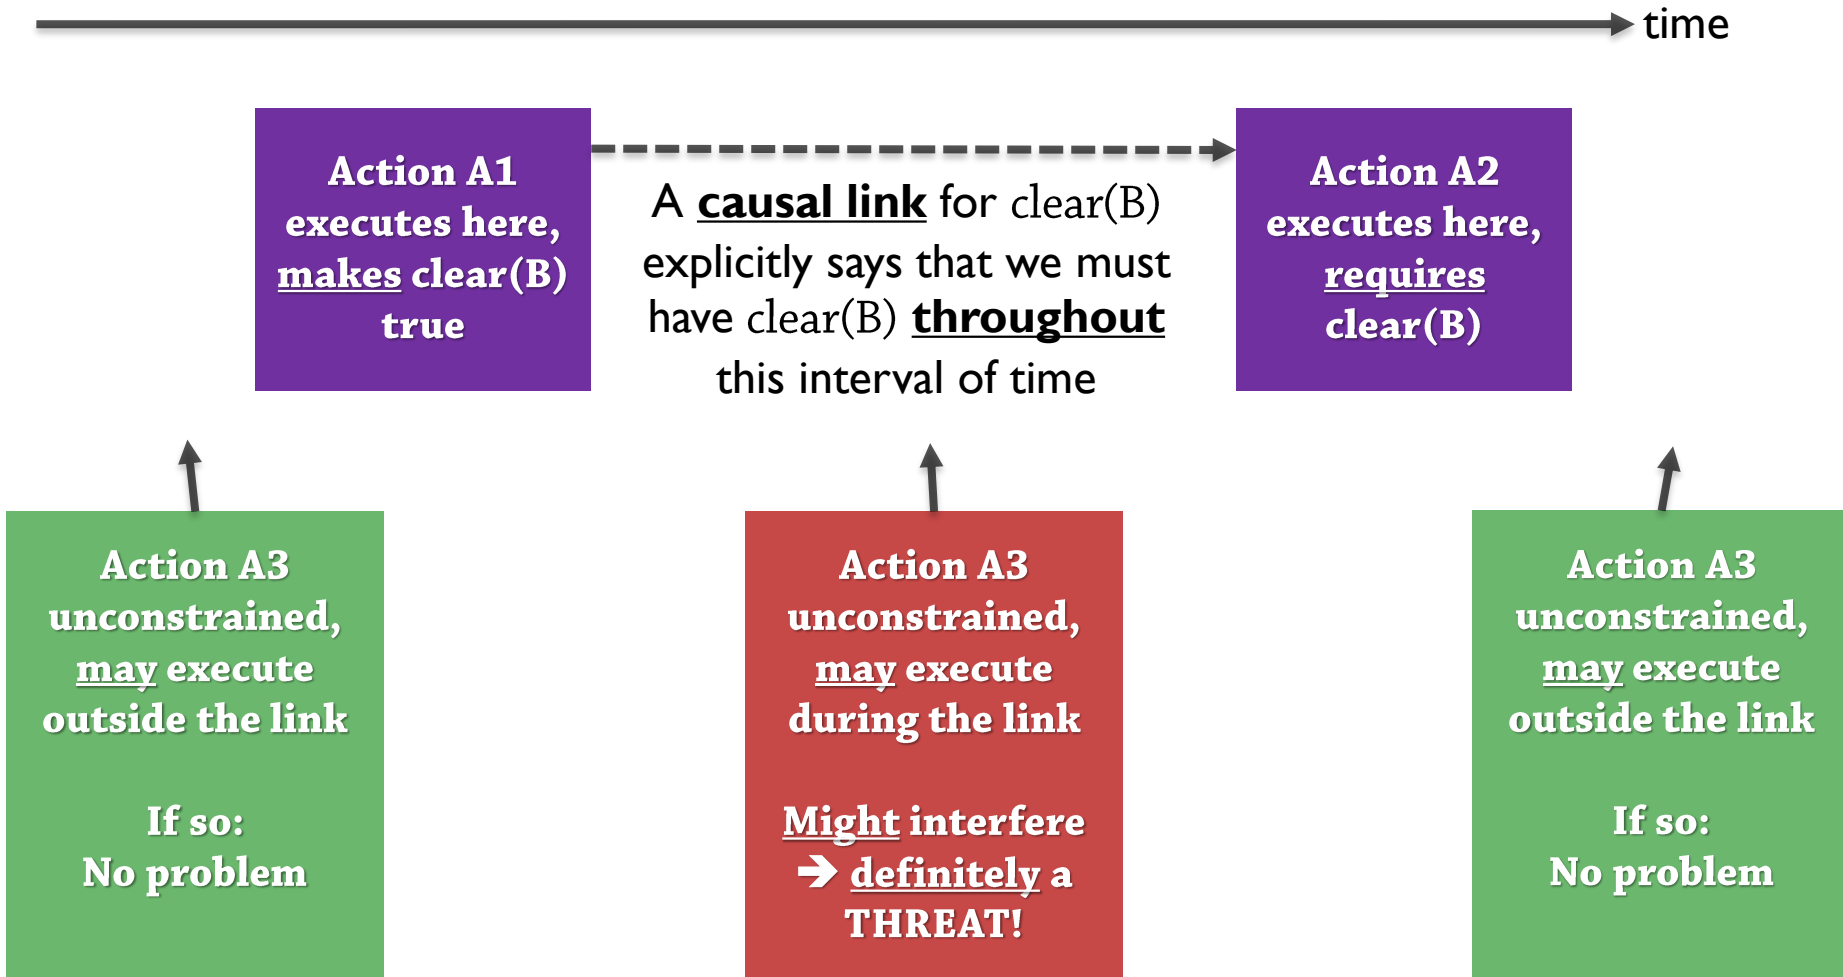 time
Action A1
executes here,
makes clear(B)
true
A causal link for clear(B)
explicitly says that we must
have clear(B) throughout
this interval of time
Action A2
executes here,
requires
clear(B)
Action A3
unconstrained,
may execute
outside the link
If so:
No problem
Action A3
unconstrained,
may execute
during the link
Might interfere
➔ definitely a
THREAT!
Action A3
unconstrained,
may execute
outside the link
If so:
No problem